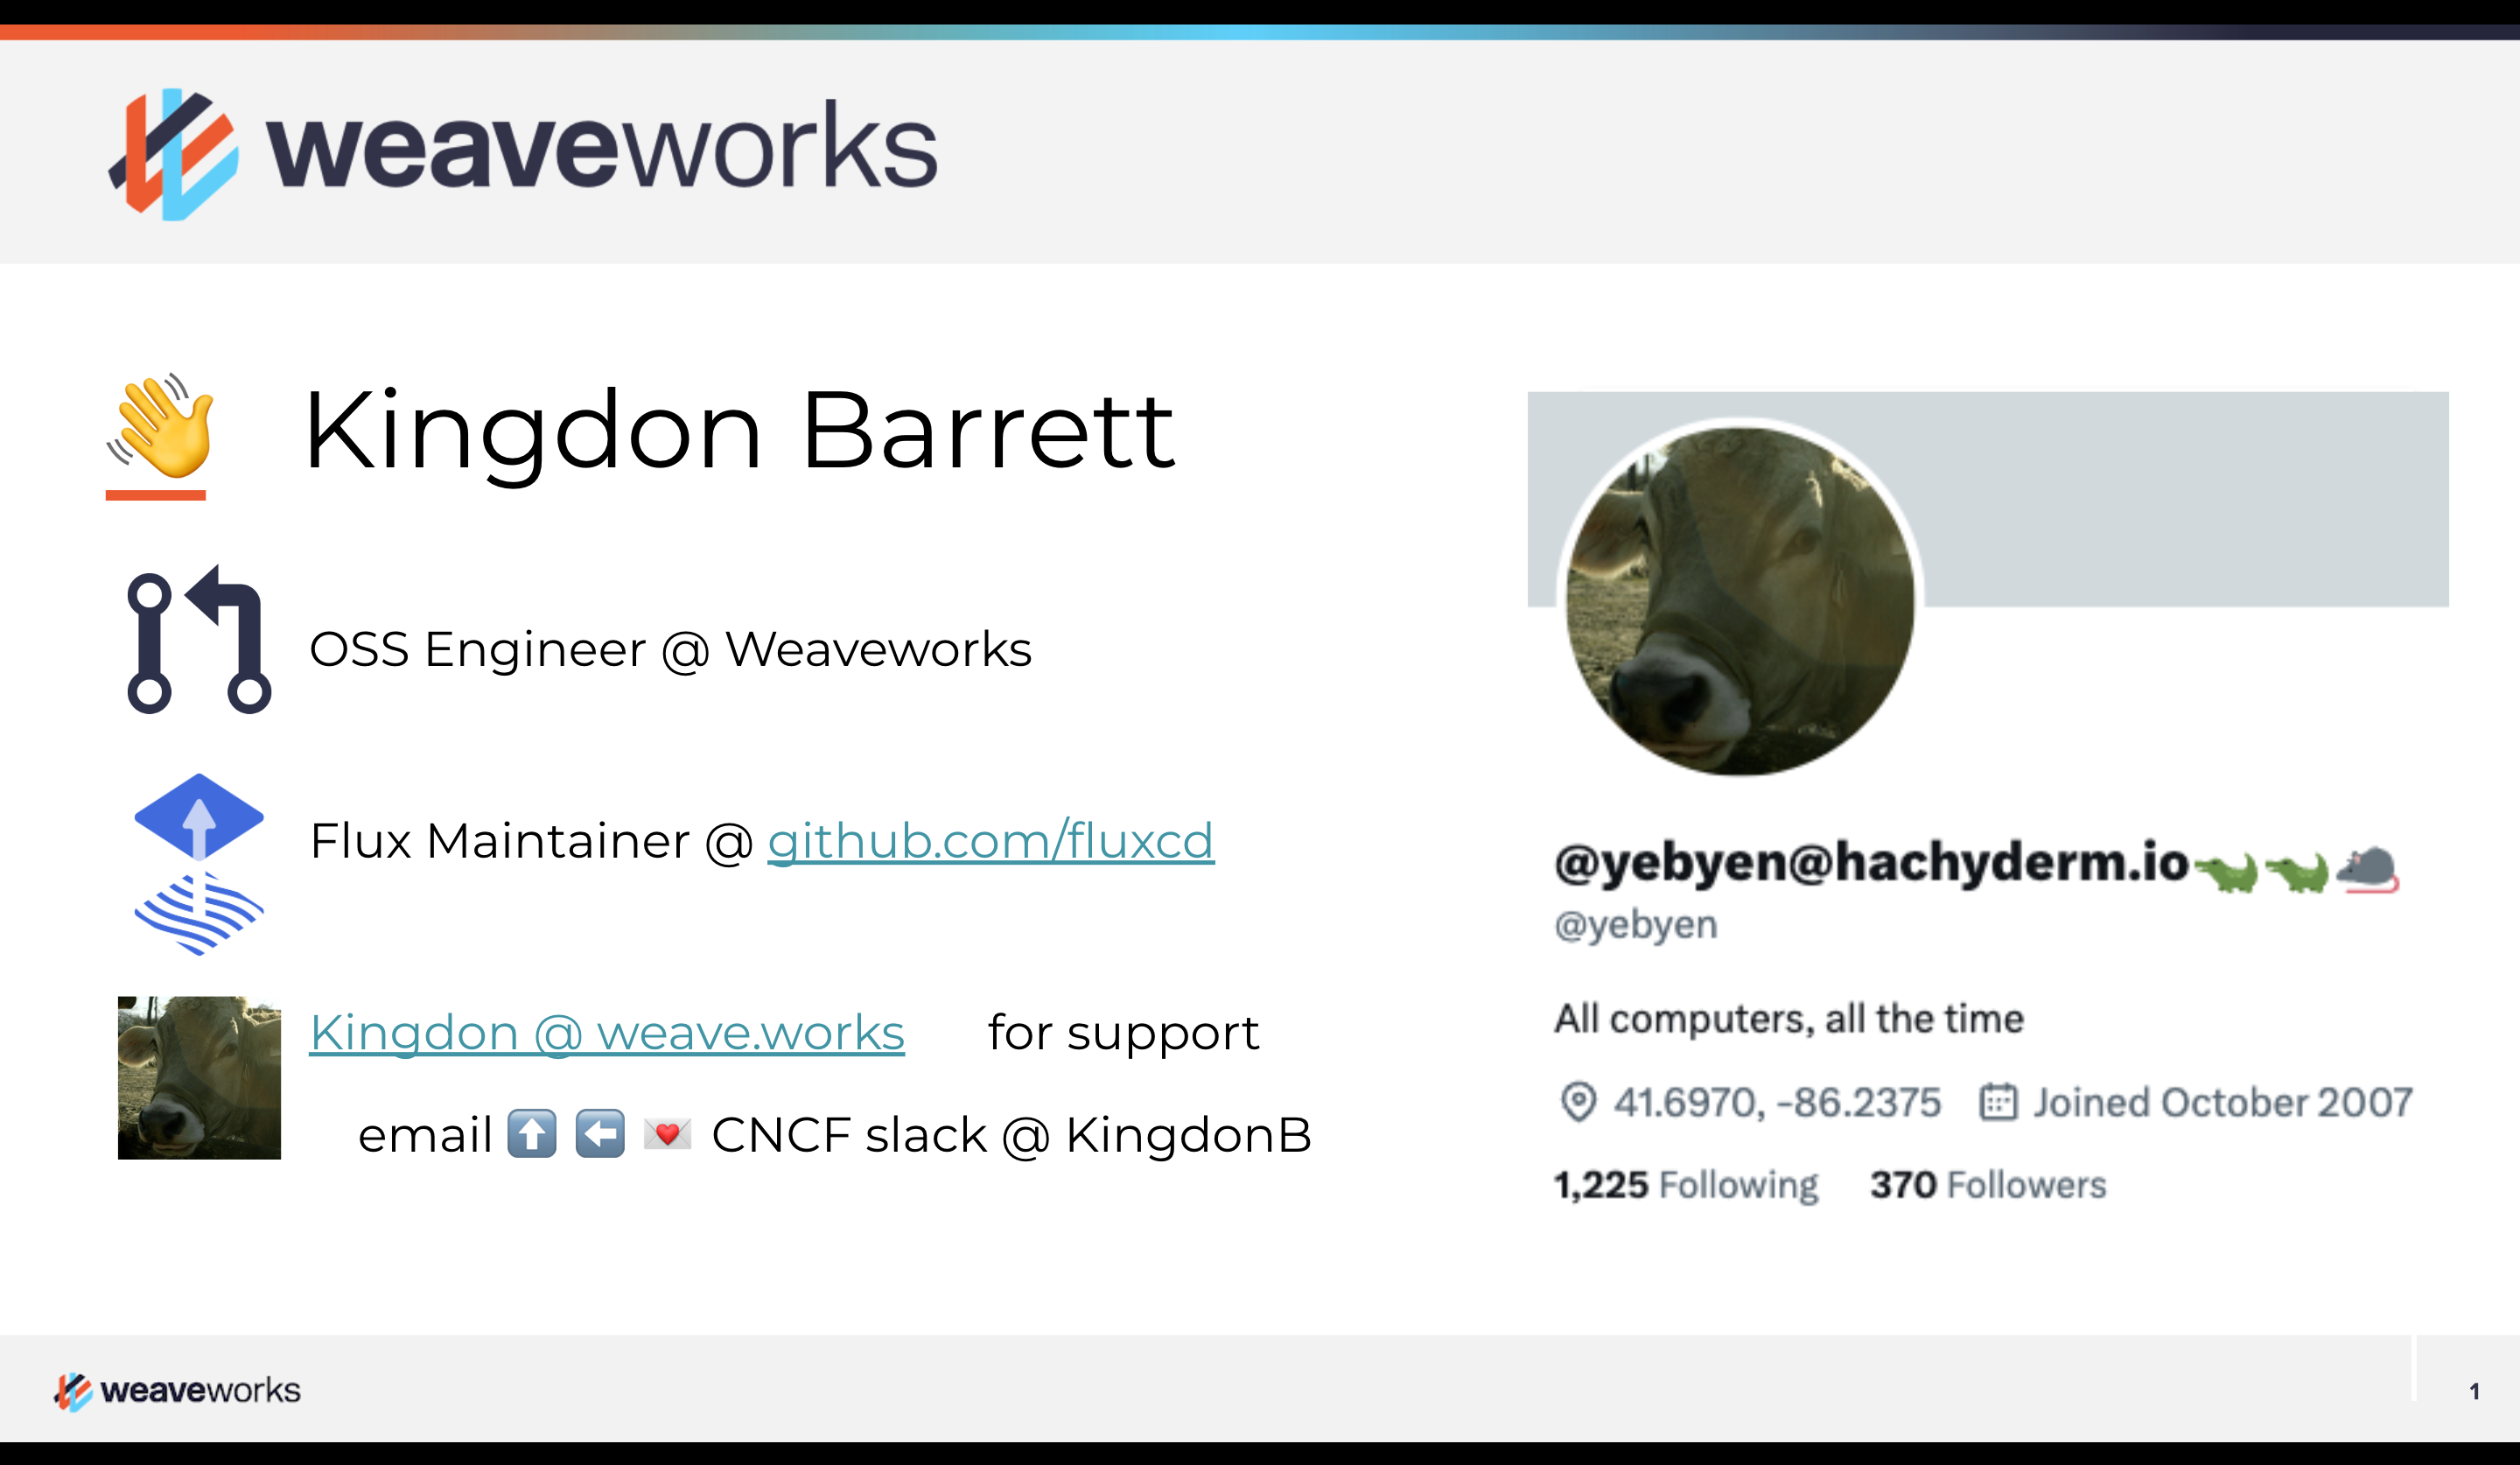 weaveworks
👋 Kingdon Barrett
OSS Engineer @ Weaveworks
Flux Maintainer @ github.com/fluxcd
Kingdon @ weave.works for support
email ⬆️ ⬅️ 💌 CNCF slack @ KingdonB
@yebyen@hachyderm.io🐊🐊🐀
@yebyen
All computers, all the time
41.6970, -86.2375 Joined October 2007
1,225 Following 370 Followers
weaveworks
1